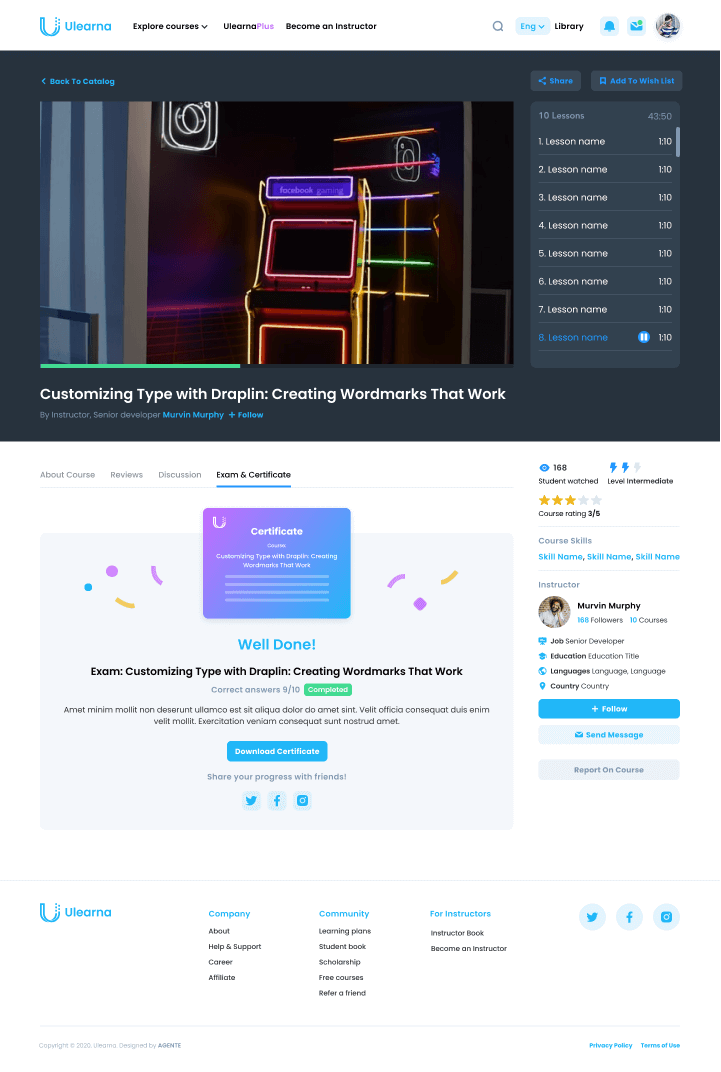 Ulearna
Explore courses
UlearnaPlus
Become an Instructor
Eng
Library
Back To Catalog
Share
Add To Wish List
facebook gaming
10 Lessons
43:50
1. Lesson name 1:10
2. Lesson name 1:10
3. Lesson name 1:10
4. Lesson name 1:10
5. Lesson name 1:10
6. Lesson name 1:10
7. Lesson name 1:10
8. Lesson name 1:10
Customizing Type with Draplin: Creating Wordmarks That Work
By Instructor, Senior developer Murvin Murphy + Follow
About Course
Reviews
Discussion
Exam & Certificate
Certificate
Course:
Customizing Type with Draplin: Creating
Wordmarks That Work
Well Done!
Exam: Customizing Type with Draplin: Creating Wordmarks That Work
Correct answers 9/10 Completed
Amet minim mollit non deserunt ullamco est sit aliqua dolor do amet sint. Velit officia consequat duis enim
velit mollit. Exercitation veniam consequat sunt nostrud amet.
Download Certificate
Share your progress with friends!
168
Student watched
Level Intermediate
Course rating 3/5
Course Skills
Skill Name, Skill Name, Skill Name
Instructor
Murvin Murphy
168 Followers 10 Courses
Job Senior Developer
Education Education Title
Languages Language, Language
Country Country
+ Follow
Send Message
Report On Course
Ulearna
Company
About
Help & Support
Career
Affiliate
Community
Learning plans
Student book
Scholarship
Free courses
Refer a friend
For Instructors
Instructor Book
Become an Instructor
Copyright © 2020, Ulearna. Designed by AGENTE
Privacy Policy
Terms of Use